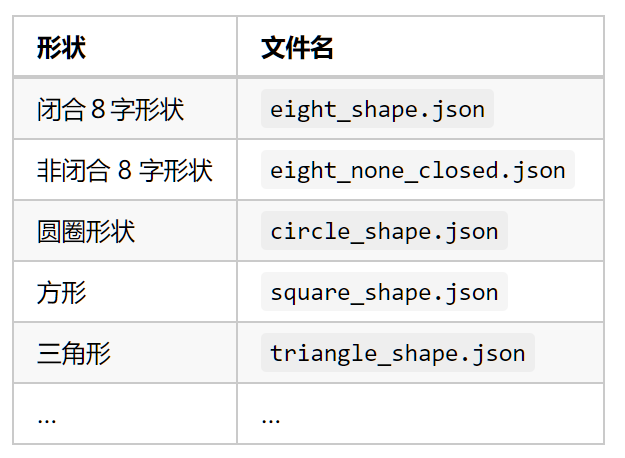 形状 文件名
闭合 8 字形状 eight_shape.json
非闭合 8 字形状 eight_none_closed.json
圆圈形状 circle_shape.json
方形 square_shape.json
三角形 triangle_shape.json
... ...